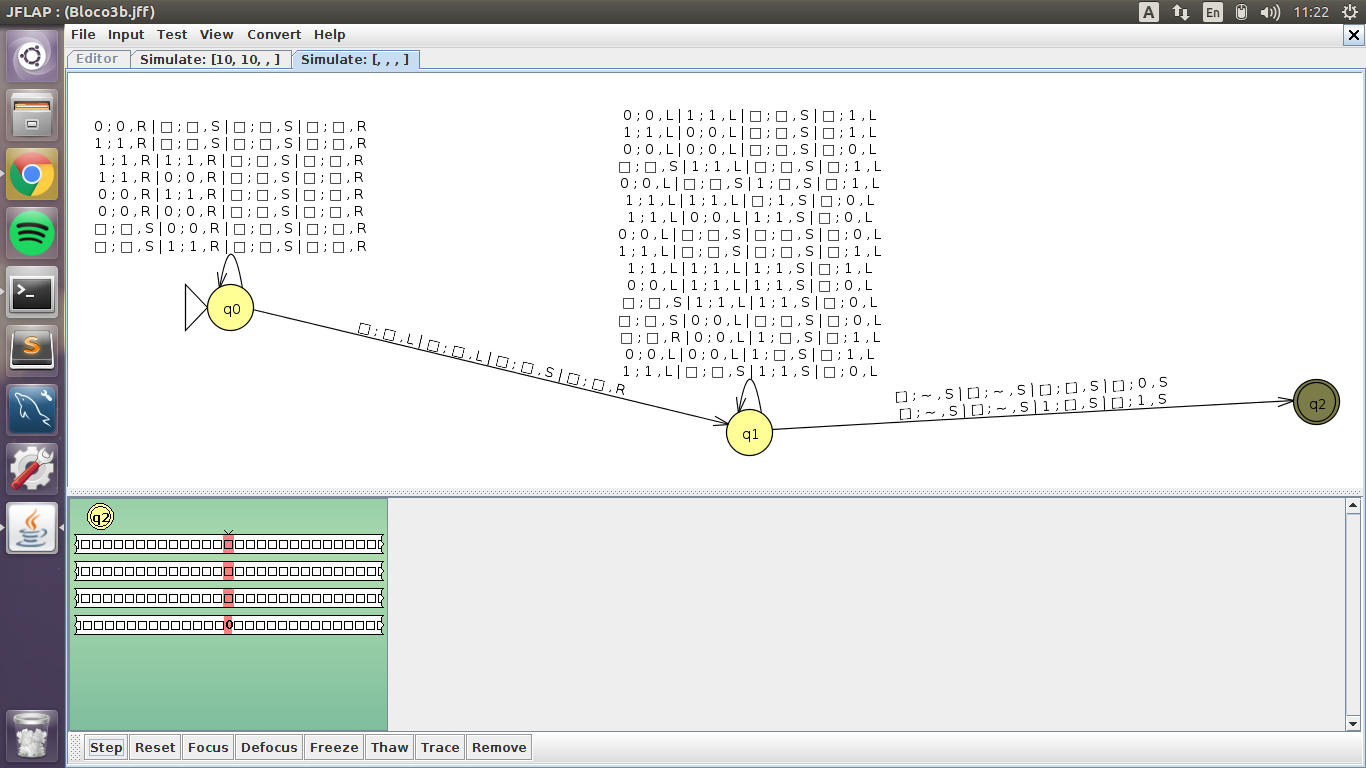 JFLAP : (Bloco3b.jff)
A En 11:22
File Input Test View Convert Help
Editor Simulate: [10, 10, , ] Simulate: [, , , ]
0 ; 0 , R | □ ; □ , S | □ ; □ , S | □ ; □ , R
1 ; 1 , R | □ ; □ , S | □ ; □ , S | □ ; □ , R
1 ; 1 , R | 1 ; 1 , R | □ ; □ , S | □ ; □ , R
1 ; 1 , R | 0 ; 0 , R | □ ; □ , S | □ ; □ , R
0 ; 0 , R | 1 ; 1 , R | □ ; □ , S | □ ; □ , R
0 ; 0 , R | 0 ; 0 , R | □ ; □ , S | □ ; □ , R
□ ; □ , S | 0 ; 0 , R | □ ; □ , S | □ ; □ , R
□ ; □ , S | 1 ; 1 , R | □ ; □ , S | □ ; □ , R
q0
□ ; □ , L | □ ; □ , L | □ ; □ , S | □ ; □ , R
0 ; 0 , L | 1 ; 1 , L | □ ; □ , S | □ ; 1 , L
1 ; 1 , L | 0 ; 0 , L | □ ; □ , S | □ ; 1 , L
0 ; 0 , L | 0 ; 0 , L | □ ; □ , S | □ ; 0 , L
□ ; □ , S | 1 ; 1 , L | □ ; □ , S | □ ; 1 , L
0 ; 0 , L | □ ; □ , S | 1 ; □ , S | □ ; 1 , L
1 ; 1 , L | 1 ; 1 , L | □ ; 1 , S | □ ; 0 , L
1 ; 1 , L | 0 ; 0 , L | 1 ; 1 , S | □ ; 0 , L
0 ; 0 , L | □ ; □ , S | □ ; □ , S | □ ; 0 , L
1 ; 1 , L | □ ; □ , S | □ ; □ , S | □ ; 1 , L
1 ; 1 , L | 1 ; 1 , L | 1 ; 1 , S | □ ; 1 , L
0 ; 0 , L | 1 ; 1 , L | 1 ; 1 , S | □ ; 0 , L
□ ; □ , S | 1 ; 1 , L | 1 ; 1 , S | □ ; 0 , L
□ ; □ , S | 0 ; 0 , L | □ ; □ , S | □ ; 0 , L
□ ; □ , R | 0 ; 0 , L | 1 ; □ , S | □ ; 1 , L
0 ; 0 , L | 0 ; 0 , L | 1 ; □ , S | □ ; 1 , L
1 ; 1 , L | □ ; □ , S | 1 ; 1 , S | □ ; 0 , L
q1
□ ; ~ , S | □ ; ~ , S | □ ; □ , S | □ ; 0 , S
□ ; ~ , S | □ ; ~ , S | 1 ; □ , S | □ ; 1 , S
q2
q2
0
Step Reset Focus Defocus Freeze Thaw Trace Remove